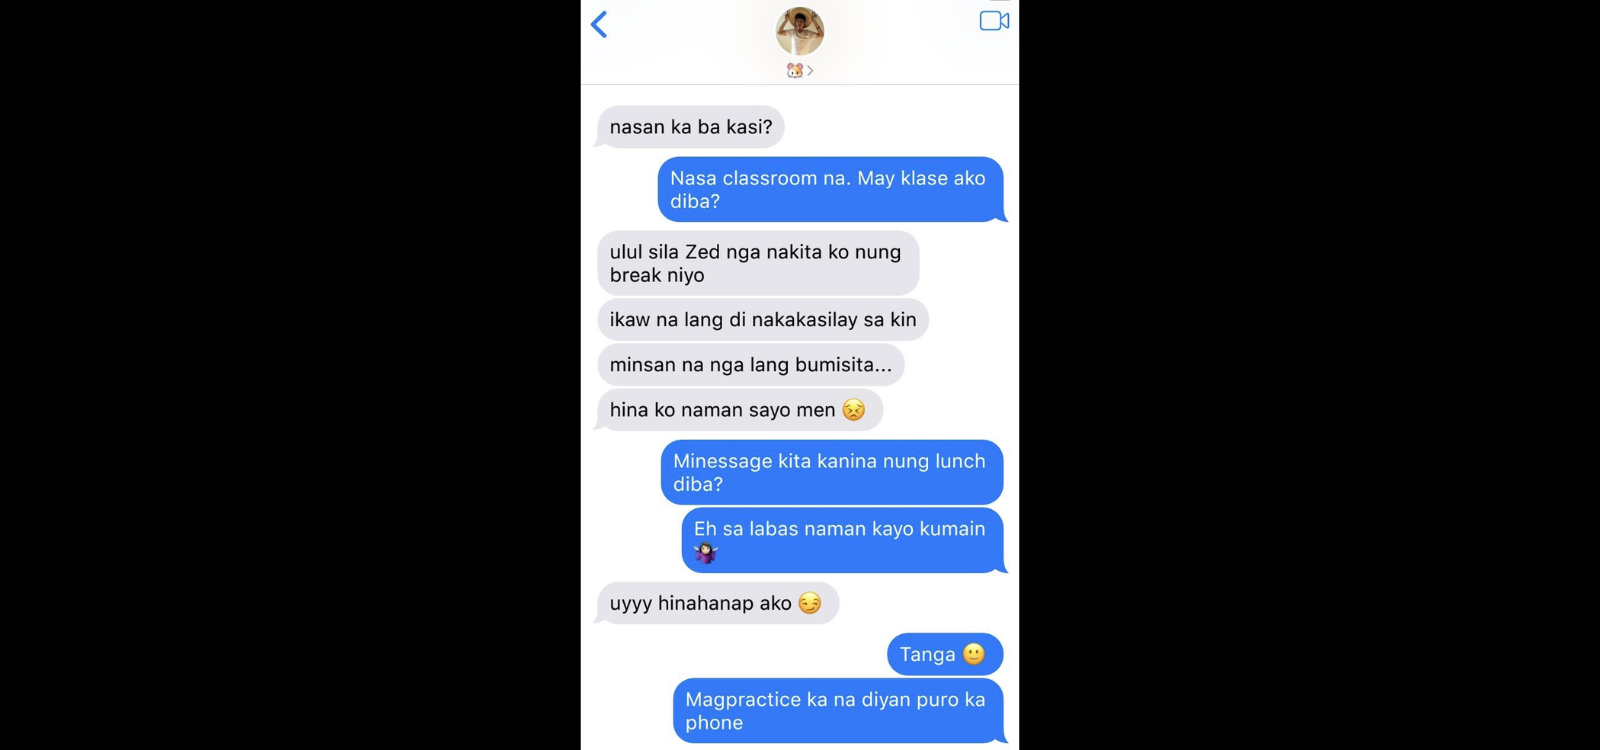 🐹 >
nasan ka ba kasi?
Nasa classroom na. May klase ako
diba?
ulul sila Zed nga nakita ko nung
break niyo
ikaw na lang di nakakasilay sa kin
minsan na nga lang bumisita...
hina ko naman sayo men 😣
Minessage kita kanina nung lunch
diba?
Eh sa labas naman kayo kumain
🤷🏻‍♀️
uyyy hinahanap ako 😏
Tanga 🙂
Magpractice ka na diyan puro ka
phone